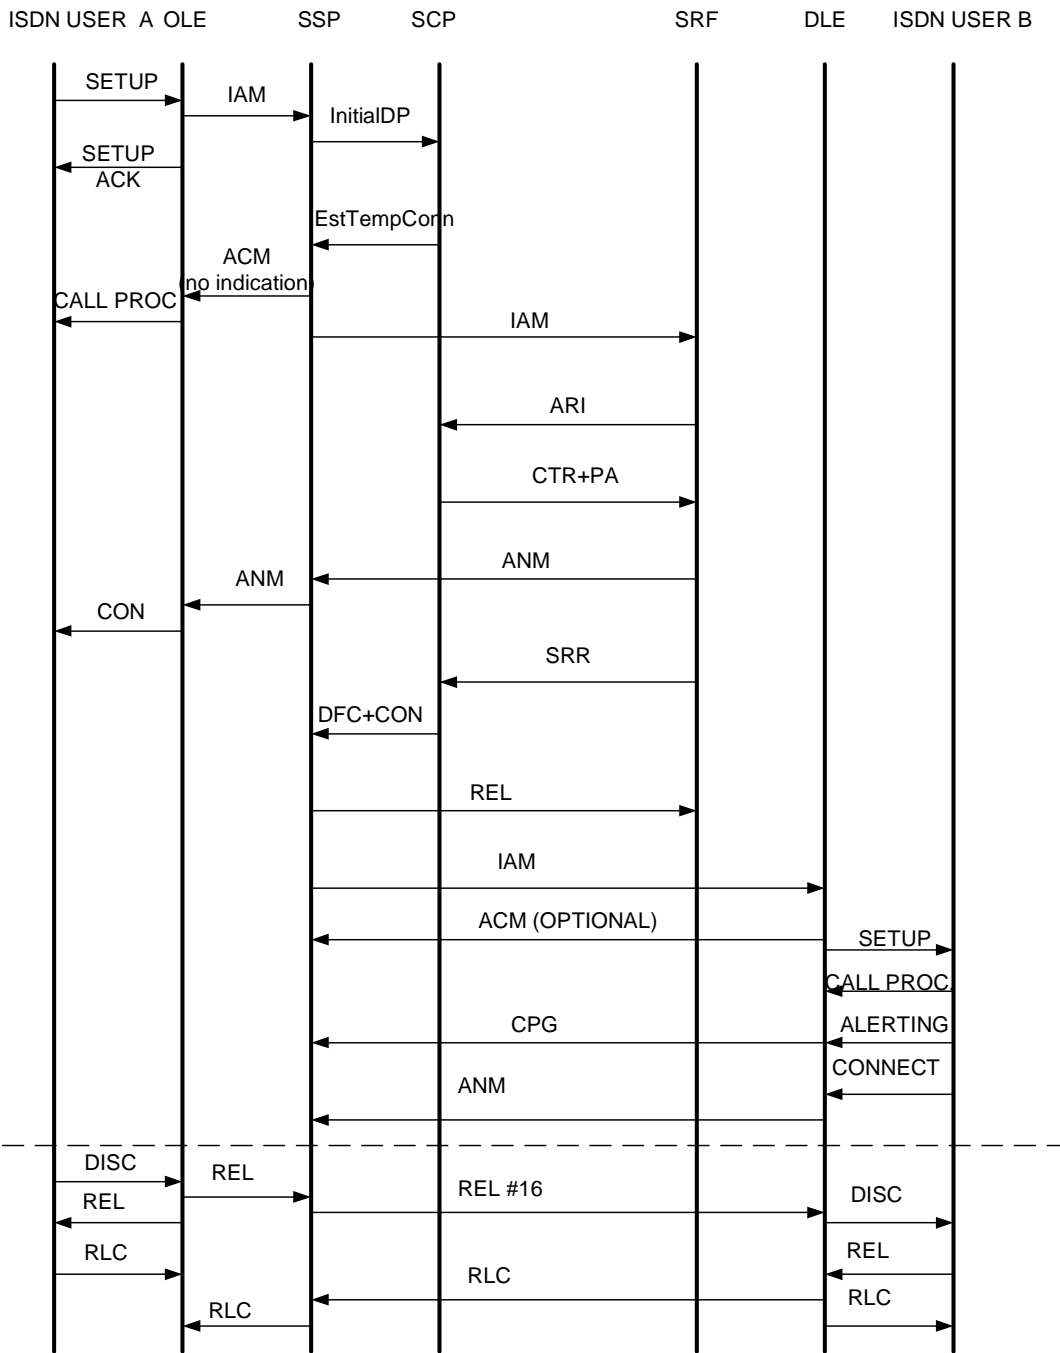 ISDN USER A OLE SSP SCP SRF DLE ISDN USER B
SETUP
IAM
InitialDP
SETUP
ACK
EstTempConn
ACM
(no indication)
CALL PROC
IAM
ARI
CTR+PA
ANM
ANM
CON
SRR
DFC+CON
REL
IAM
ACM (OPTIONAL)
SETUP
CALL PROC.
CPG
ALERTING
CONNECT
ANM
DISC
REL
REL #16
DISC
REL
RLC
REL
RLC
RLC
RLC